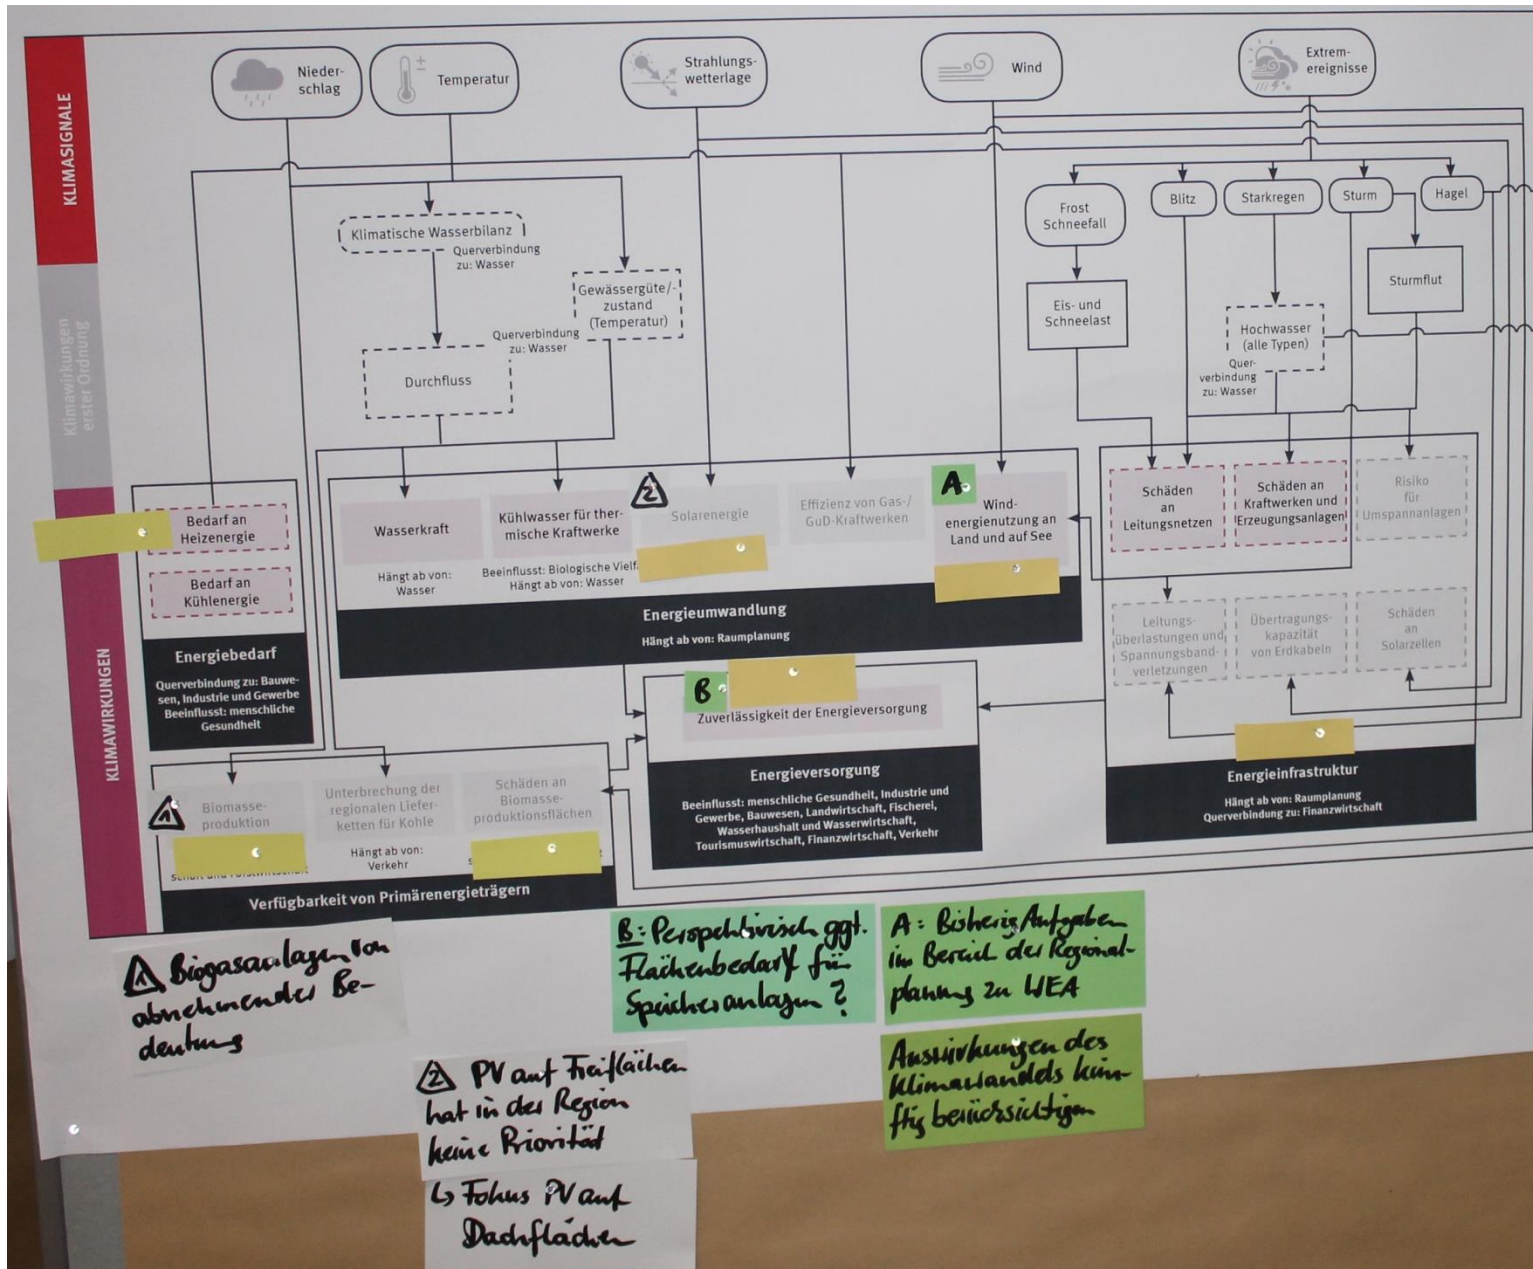 KLIMASIGNALE
Nieder-
schlag
Temperatur
Strahlungs-
wetterlage
Wind
Extrem-
ereignisse
Frost
Schneefall
Blitz
Starkregen
Sturm
Hagel
Klimatische Wasserbilanz
Querverbindung
zu: Wasser
Klimawirkungen
erster Ordnung
Gewässergüte/-
zustand
(Temperatur)
Querverbindung
zu: Wasser
Durchfluss
Eis- und
Schneelast
Hochwasser
(alle Typen)
Quer-
verbindung
zu: Wasser
Sturmflut
KLIMAWIRKUNGEN
Bedarf an
Heizenergie
Bedarf an
Kühlenergie
Energiebedarf
Querverbindung zu: Bauwe-
sen, Industrie und Gewerbe
Beeinflusst: menschliche
Gesundheit
Wasserkraft
Hängt ab von:
Wasser
Kühlwasser für ther-
mische Kraftwerke
Beeinflusst: Biologische Vielf
Hängt ab von: Wasser
2
Solarenergie
Effizienz von Gas-/
GuD-Kraftwerken
A
Wind-
energienutzung an
Land und auf See
Energieumwandlung
Hängt ab von: Raumplanung
Schäden
an
Leitungsnetzen
Schäden an
Kraftwerken und
Erzeugungsanlagen
Risiko
für
Umspannanlagen
Leitungs-
überlastungen und
Spannungsband-
verletzungen
Übertragungs-
kapazität
von Erdkabeln
Schäden
an
Solarzellen
Energieinfrastruktur
Hängt ab von: Raumplanung
Querverbindung zu: Finanzwirtschaft
B
Zuverlässigkeit der Energieversorgung
Energieversorgung
Beeinflusst: menschliche Gesundheit, Industrie und
Gewerbe, Bauwesen, Landwirtschaft, Fischerei,
Wasserhaushalt und Wasserwirtschaft,
Tourismuswirtschaft, Finanzwirtschaft, Verkehr
1
Biomasse-
produktion
Unterbrechung der
regionalen Liefer-
ketten für Kohle
Hängt ab von:
Verkehr
Schäden an
Biomasse-
produktionsflächen
Verfügbarkeit von Primärenergieträgern
1 Biogasanlagen von
abnehmender Be-
deutung
2 PV auf Freiflächen
hat in der Region
keine Priorität
↳ Fokus PV auf
Dachflächen
B: Perspektivisch ggf.
Flächenbedarf für
Speicheranlagen?
A: Bisherig Aufgaben
im Bereich der Regional-
planung zu WEA
Auswirkungen des
Klimawandels kün-
ftig berücksichtigen